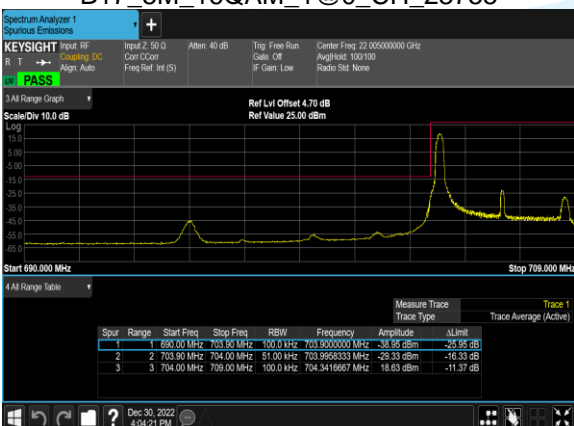 Spectrum Analyzer 1
Spurious Emissions
+
KEYSIGHT Input: RF Input Z: 50 Ω Atten: 40 dB Trig: Free Run Center Freq: 22.005000000 GHz
R T Coupling: DC Corr CCorr Gate: Off Avg|Hold: 100/100
Align: Auto Freq Ref: Int (S) IF Gain: Low Radio Std: None
PASS
3 All Range Graph
Ref Lvl Offset 4.70 dB
Scale/Div 10.0 dB Ref Value 25.00 dBm
Log
15.0
5.00
-5.00
-15.0
-25.0
-35.0
-45.0
-55.0
-65.0
Start 690.000 MHz Stop 709.000 MHz
4 All Range Table
Measure Trace Trace 1
Trace Type Trace Average (Active)
Spur Range Start Freq Stop Freq RBW Frequency Amplitude ΔLimit
1 1 690.00 MHz 703.90 MHz 100.0 kHz 703.9000000 MHz -38.95 dBm -25.95 dB
2 2 703.90 MHz 704.00 MHz 51.00 kHz 703.9958333 MHz -29.33 dBm -16.33 dB
3 3 704.00 MHz 709.00 MHz 100.0 kHz 704.3416667 MHz 18.63 dBm -11.37 dB
? Dec 30, 2022
4:04:21 PM